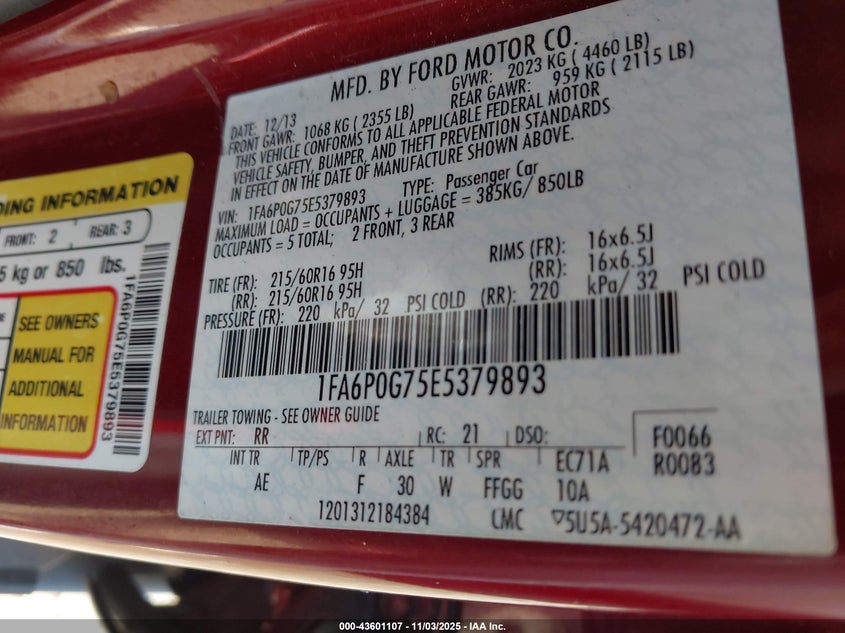 MFD. BY FORD MOTOR CO.
DATE: 12/13 GVWR: 2023 KG ( 4460 LB)
FRONT GAWR: 1068 KG ( 2355 LB) REAR GAWR: 959 KG ( 2115 LB)
THIS VEHICLE CONFORMS TO ALL APPLICABLE FEDERAL MOTOR
VEHICLE SAFETY, BUMPER, AND THEFT PREVENTION STANDARDS
IN EFFECT ON THE DATE OF MANUFACTURE SHOWN ABOVE.
VIN: 1FA6P0G75E5379893 TYPE: Passenger Car
MAXIMUM LOAD = OCCUPANTS + LUGGAGE = 385KG/ 850LB
OCCUPANTS = 5 TOTAL; 2 FRONT, 3 REAR
TIRE (FR): 215/60R16 95H RIMS (FR): 16x6.5J
(RR): 215/60R16 95H (RR): 16x6.5J
PRESSURE (FR): 220 kPa/ 32 PSI COLD (RR): 220 kPa/ 32 PSI COLD
1FA6P0G75E5379893
TRAILER TOWING - SEE OWNER GUIDE
EXT PNT: RR RC: 21 DSO: F0066
INT TR TP/PS R AXLE TR SPR EC71A R0083
AE F 30 W FFGG 10A
1201312184384 CMC 5U5A-5420472-AA
DING INFORMATION
FRONT: 2 REAR: 3
5 kg or 850 lbs.
SEE OWNERS
MANUAL FOR
ADDITIONAL
INFORMATION
1FA6P0G75E5379893
000-43601107 - 11/03/2025 - IAA Inc.